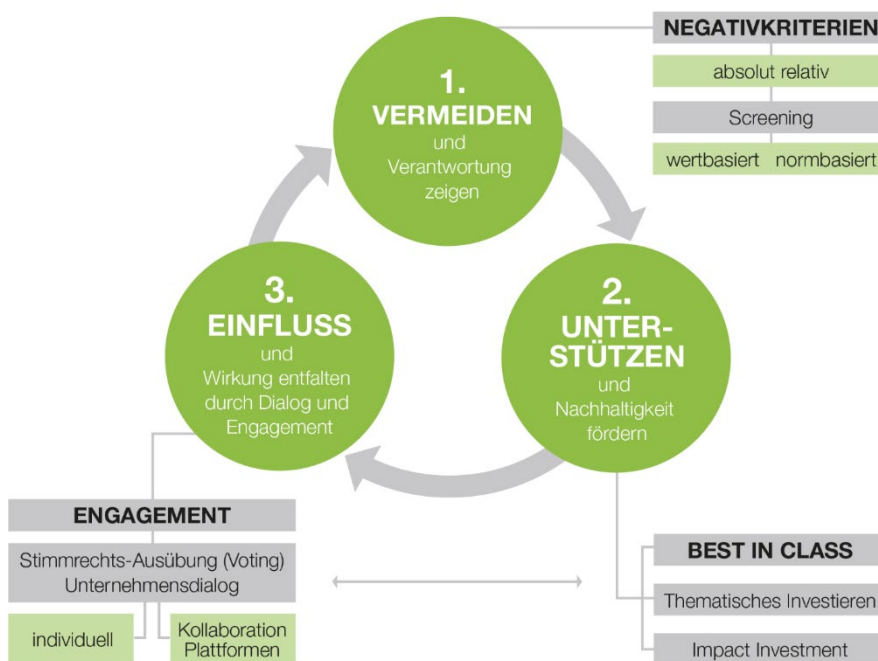 NEGATIVKRITERIEN
absolut relativ
Screening
wertbasiert normbasiert
1.
VERMEIDEN
und
Verantwortung
zeigen
2.
UNTER-
STÜTZEN
und
Nachhaltigkeit
fördern
3.
EINFLUSS
und
Wirkung entfalten
durch Dialog und
Engagement
ENGAGEMENT
Stimmrechts-Ausübung (Voting)
Unternehmensdialog
individuell
Kollaboration
Plattformen
BEST IN CLASS
Thematisches Investieren
Impact Investment